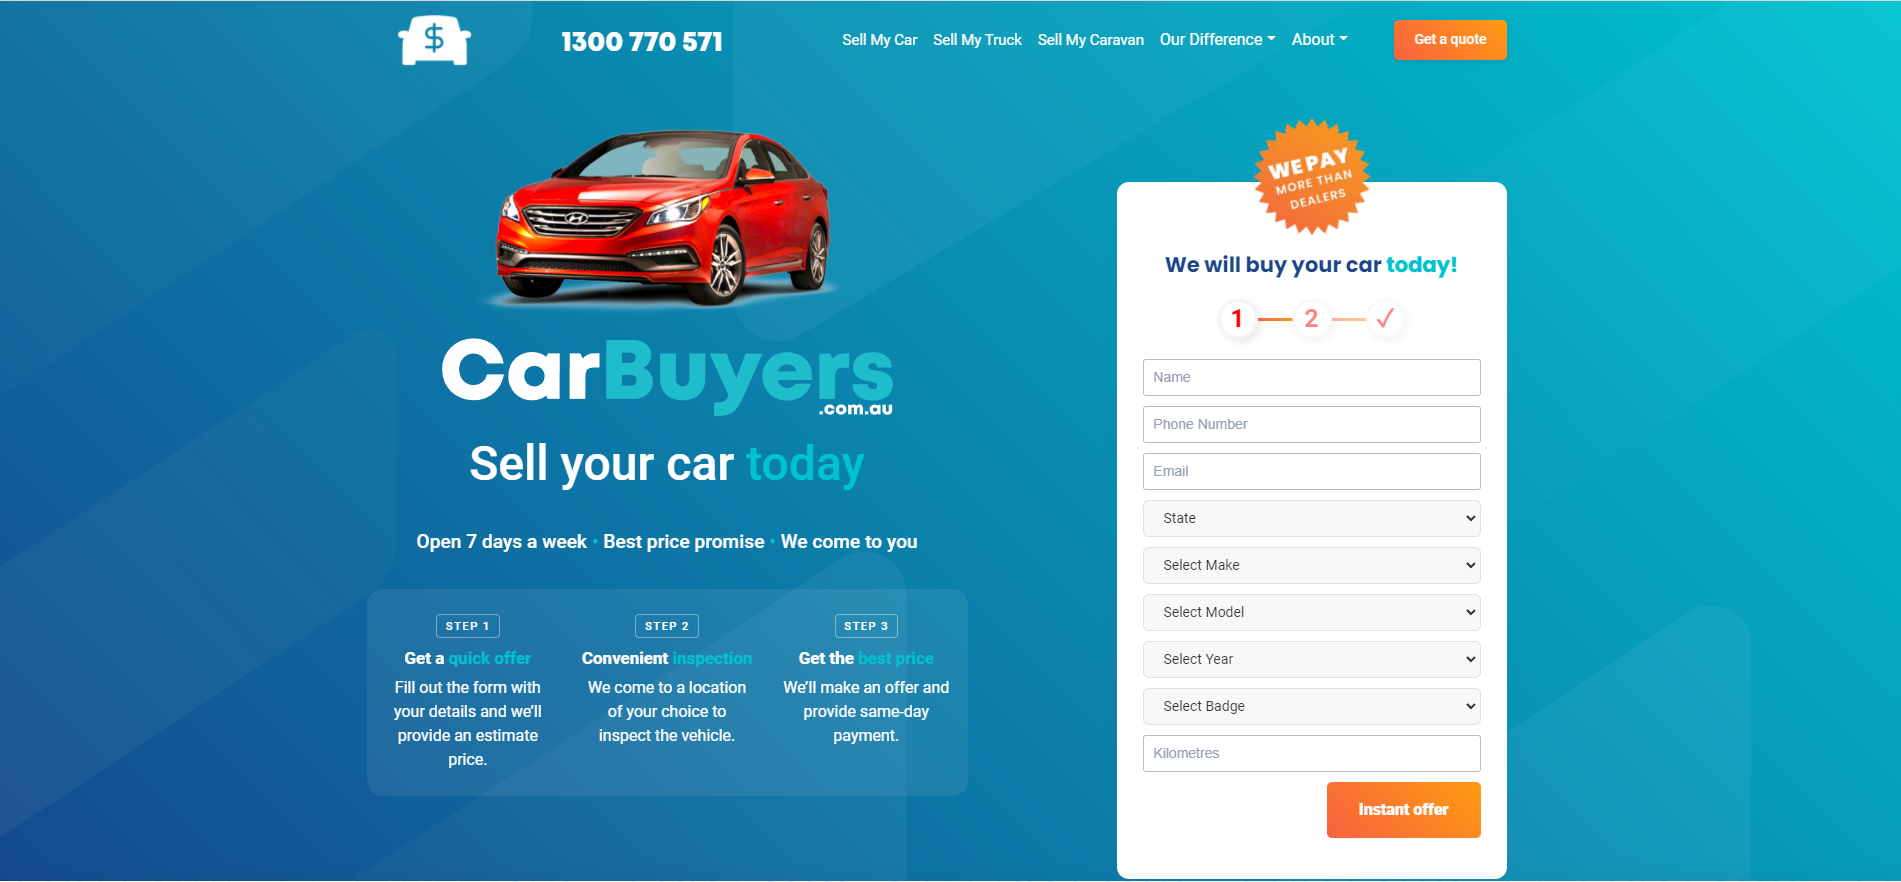 $
1300 770 571
Sell My Car
Sell My Truck
Sell My Caravan
Our Difference
About
Get a quote
CarBuyers
.com.au
Sell your car today
Open 7 days a week • Best price promise • We come to you
STEP 1
Get a quick offer
Fill out the form with
your details and we’ll
provide an estimate
price.
STEP 2
Convenient inspection
We come to a location
of your choice to
inspect the vehicle.
STEP 3
Get the best price
We’ll make an offer and
provide same-day
payment.
WE PAY
MORE THAN
DEALERS
We will buy your car today!
1 2 ✓
Name
Phone Number
Email
State
Select Make
Select Model
Select Year
Select Badge
Kilometres
Instant offer